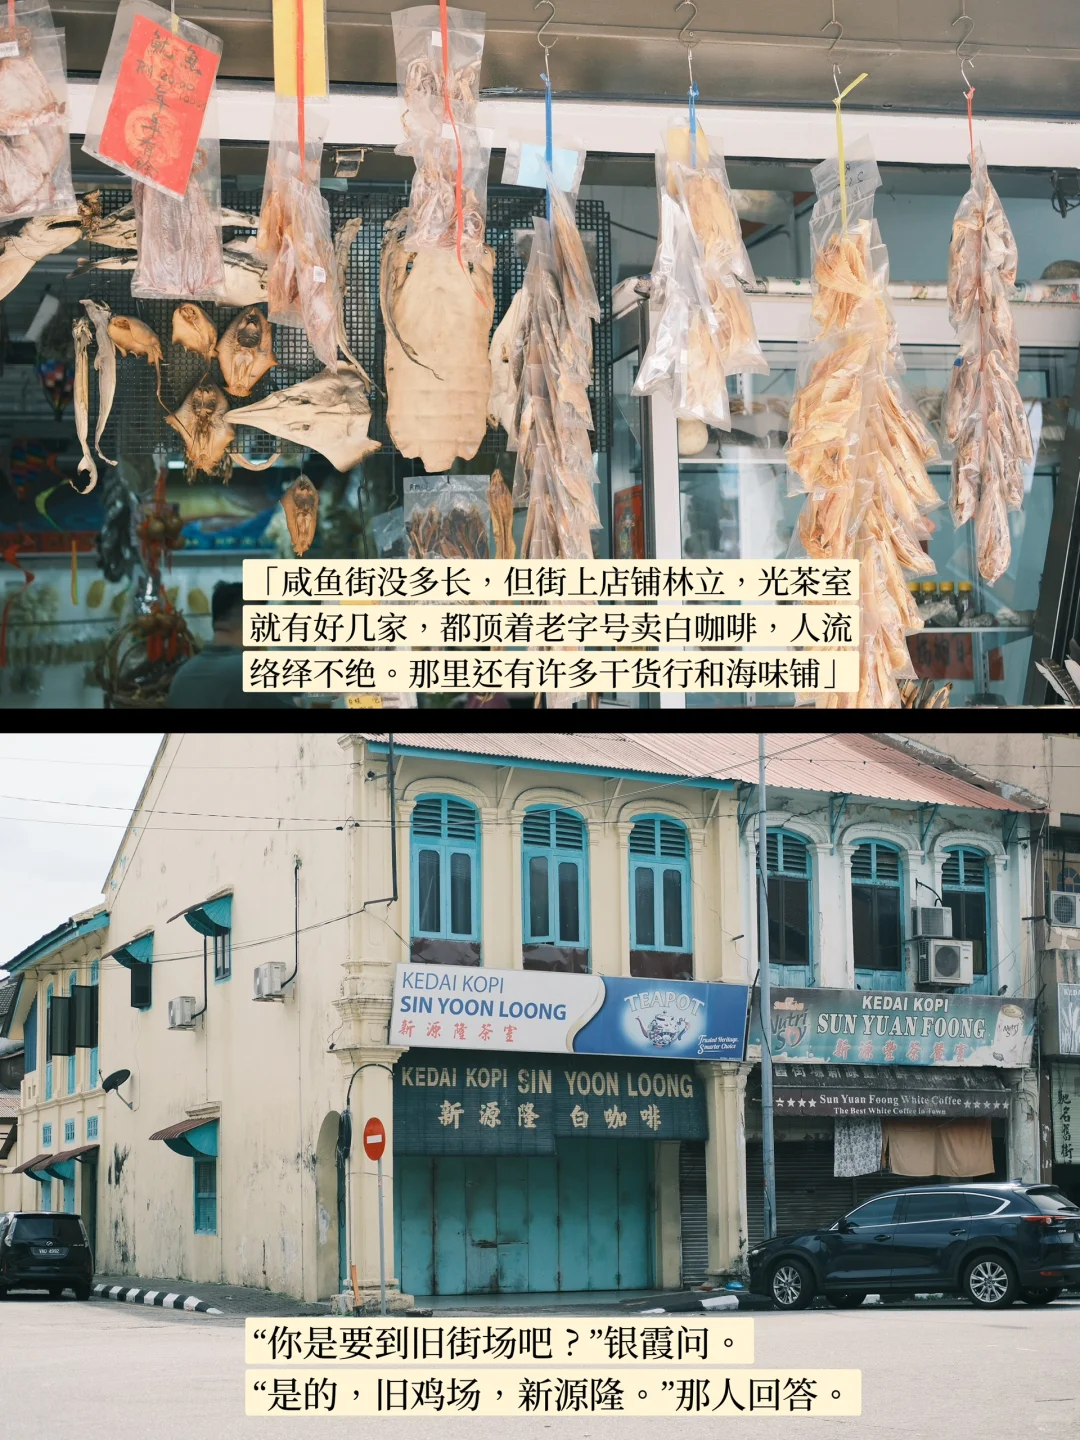 「咸鱼街没多长，但街上店铺林立，光茶室
就有好几家，都顶着老字号卖白咖啡，人流
络绎不绝。那里还有许多干货行和海味铺」
KEDAI KOPI
SIN YOON LOONG
新源隆茶室
TEAPOT
Trusted Heritage,
Smarter Choice
KEDAI KOPI
SUN YUAN FOONG
新源豐茶餐室
KEDAI KOPI SIN YOON LOONG
新源隆 白咖啡
★★★★ Sun Yuan Foong White Coffee ★★★★
The Best White Coffee in Town
“你是要到旧街场吧？”银霞问。
“是的，旧鸡场，新源隆。”那人回答。